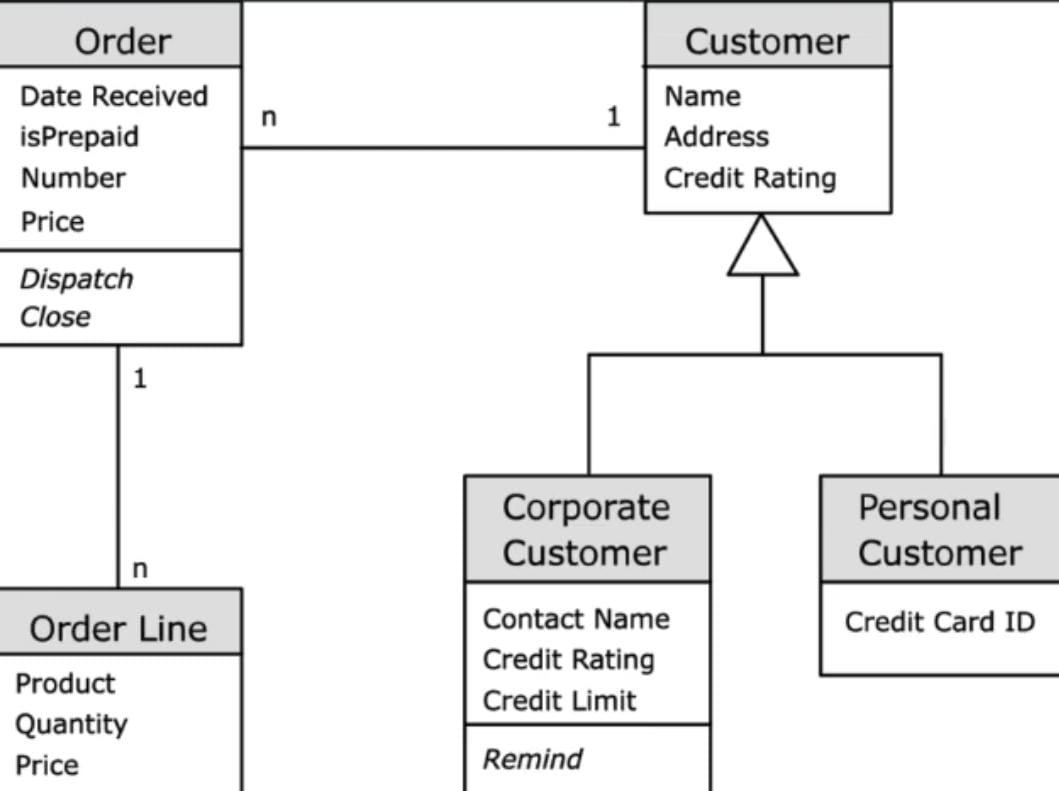 Order
Date Received
isPrepaid
Number
Price
Dispatch
Close
n
1
Customer
Name
Address
Credit Rating
1
n
Order Line
Product
Quantity
Price
Corporate
Customer
Contact Name
Credit Rating
Credit Limit
Remind
Personal
Customer
Credit Card ID